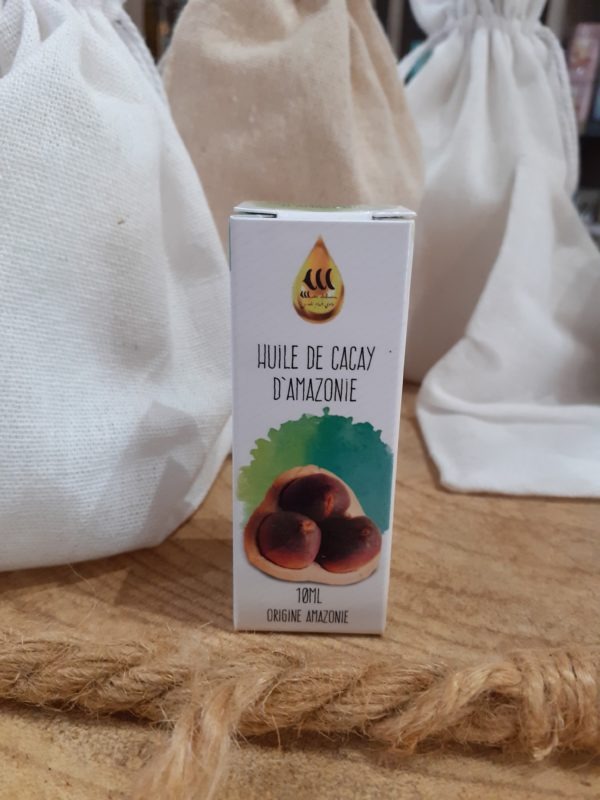 HUILE DE CACAY
D`AMAZONIE
10ML
ORIGINE AMAZONIE